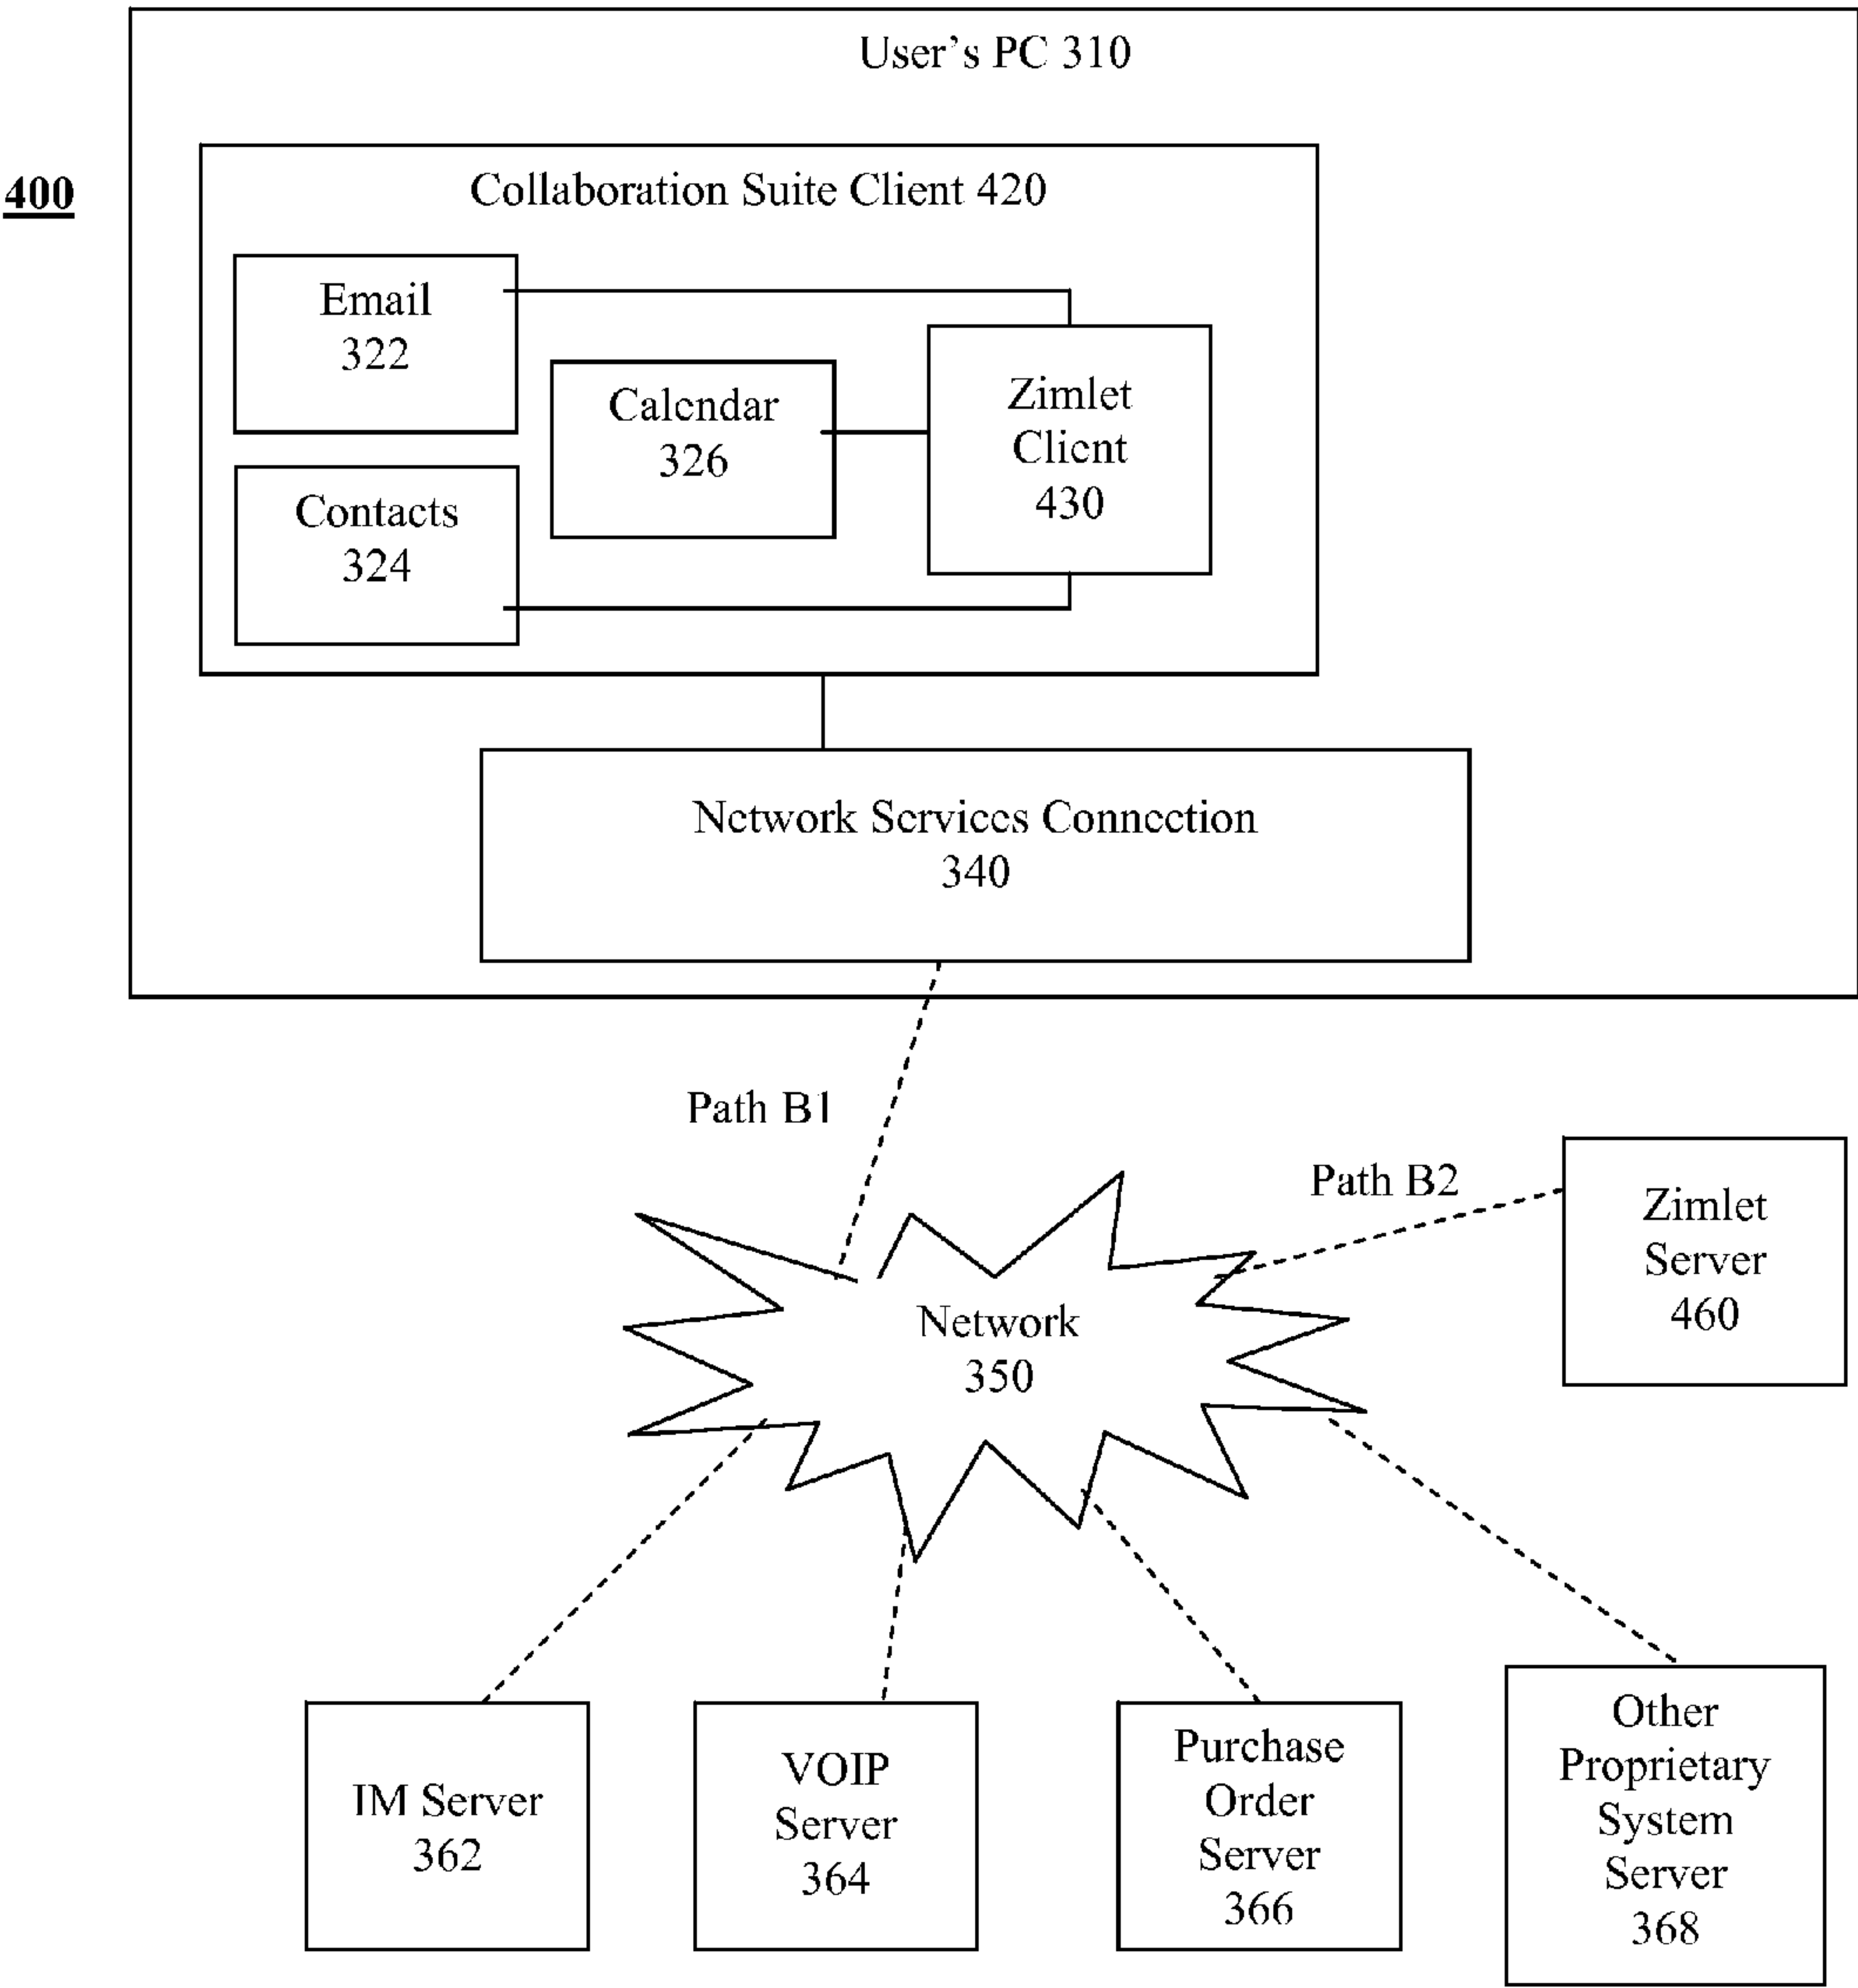 User's PC 310
400
Collaboration Suite Client 420
Email
322
Calendar
326
Zimlet
Client
430
Contacts
324
Network Services Connection
340
Path B1
Path B2
Zimlet
Server
460
Network
350
IM Server
362
VOIP
Server
364
Purchase
Order
Server
366
Other
Proprietary
System
Server
368